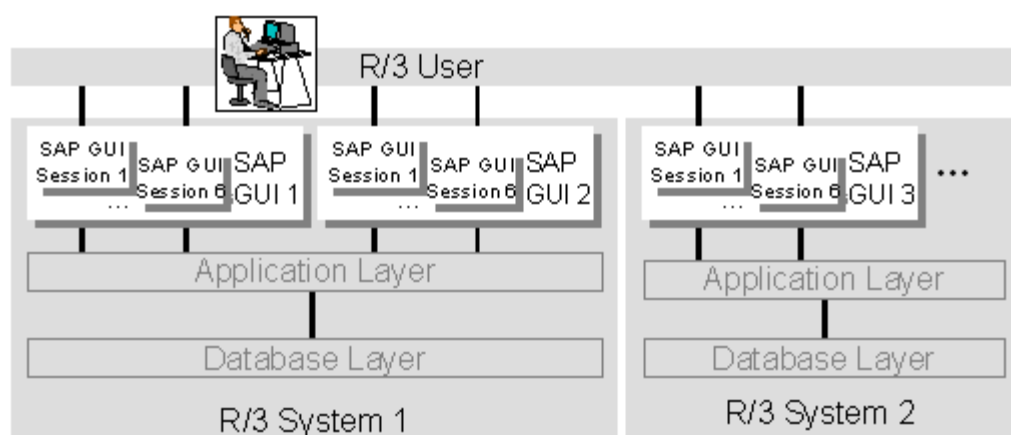 R/3 User
SAP GUI
Session 1
...
SAP GUI
Session 6
SAP
GUI 1
SAP GUI
Session 1
...
SAP GUI
Session 6
SAP
GUI 2
SAP GUI
Session 1
...
SAP GUI
Session 6
SAP
GUI 3
...
Application Layer
Database Layer
R/3 System 1
Application Layer
Database Layer
R/3 System 2